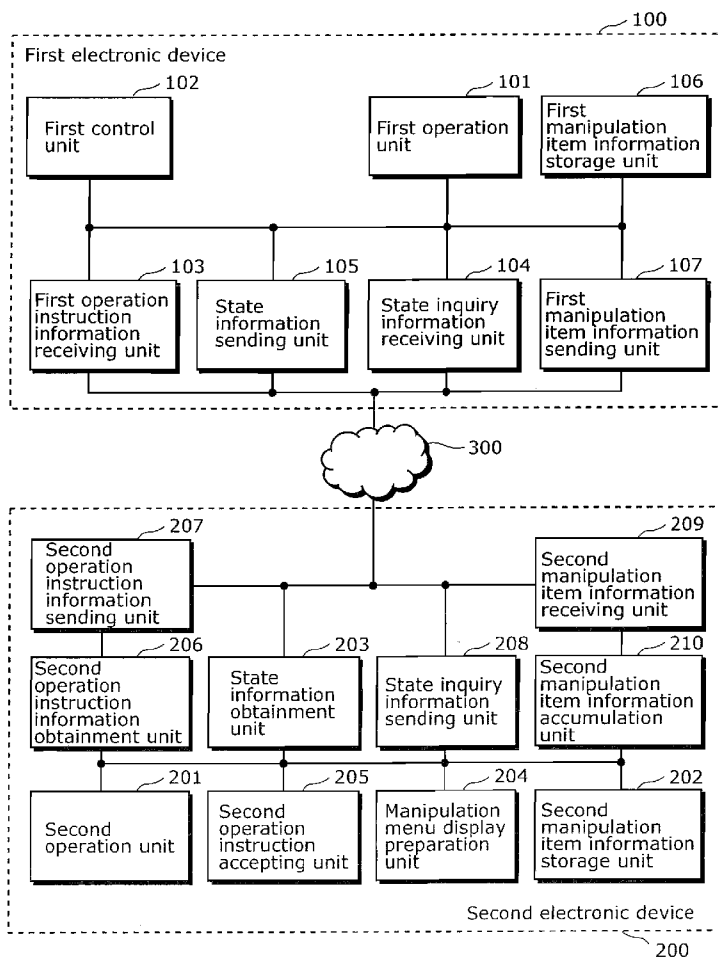 100
First electronic device
102
First control
unit
101
First operation
unit
106
First
manipulation
item information
storage unit
103
First operation
instruction
information
receiving unit
105
State
information
sending unit
104
State inquiry
information
receiving unit
107
First
manipulation
item information
sending unit
300
207
Second
operation
instruction
information
sending unit
209
Second
manipulation
item information
receiving unit
206
Second
operation
instruction
information
obtainment unit
203
State
information
obtainment
unit
208
State inquiry
information
sending unit
210
Second
manipulation
item information
accumulation unit
201
Second
operation unit
205
Second
operation
instruction
accepting unit
204
Manipulation
menu display
preparation
unit
202
Second
manipulation
item information
storage unit
Second electronic device
200